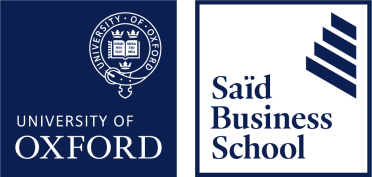 UNIVERSITY · OF · OXFORD
UNIVERSITY OF
OXFORD
Saïd
Business
School